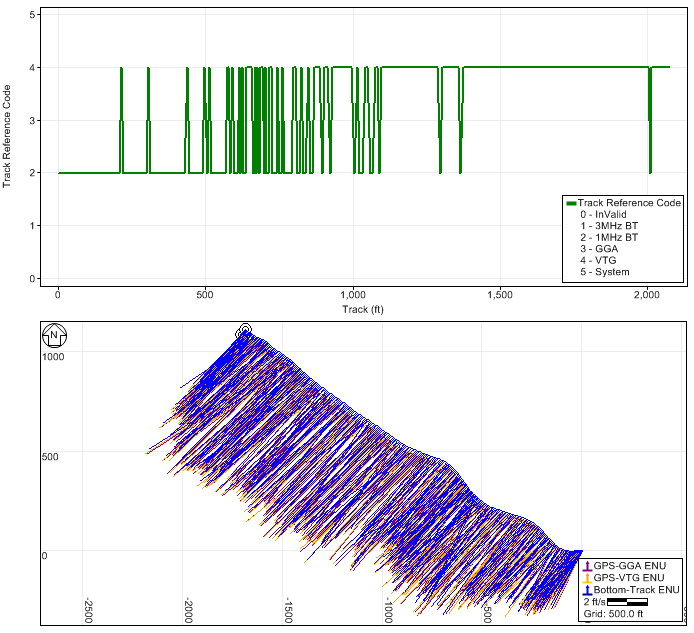 5
4
3
2
1
0
Track Reference Code
Track Reference Code
0 - InValid
1 - 3MHz BT
2 - 1MHz BT
3 - GGA
4 - VTG
5 - System
0
500
1,000
1,500
2,000
Track (ft)
N
1000
500
0
-2500
-2000
-1500
-1000
-500
GPS-GGA ENU
GPS-VTG ENU
Bottom-Track ENU
2 ft/s
Grid: 500.0 ft